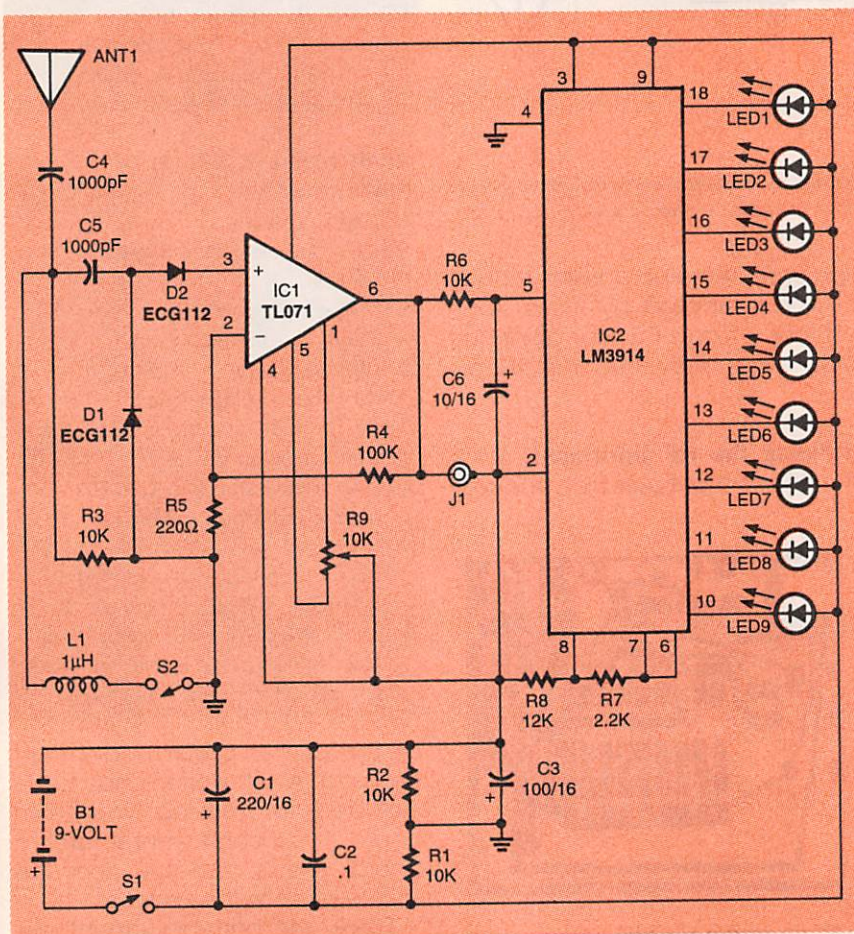 ANT1
C4
1000pF
C5
1000pF
D2
ECG112
3
+
2
−
IC1
TL071
6
1
5
4
D1
ECG112
R3
10K
R5
220Ω
R4
100K
R9
10K
R6
10K
C6
10/16
+
J1
L1
1µH
S2
3
9
4
5
2
IC2
LM3914
8
7
6
18
LED1
17
LED2
16
LED3
15
LED4
14
LED5
13
LED6
12
LED7
11
LED8
10
LED9
R8
12K
R7
2.2K
B1
9-VOLT
+
S1
C1
220/16
+
C2
.1
R2
10K
R1
10K
C3
100/16
+